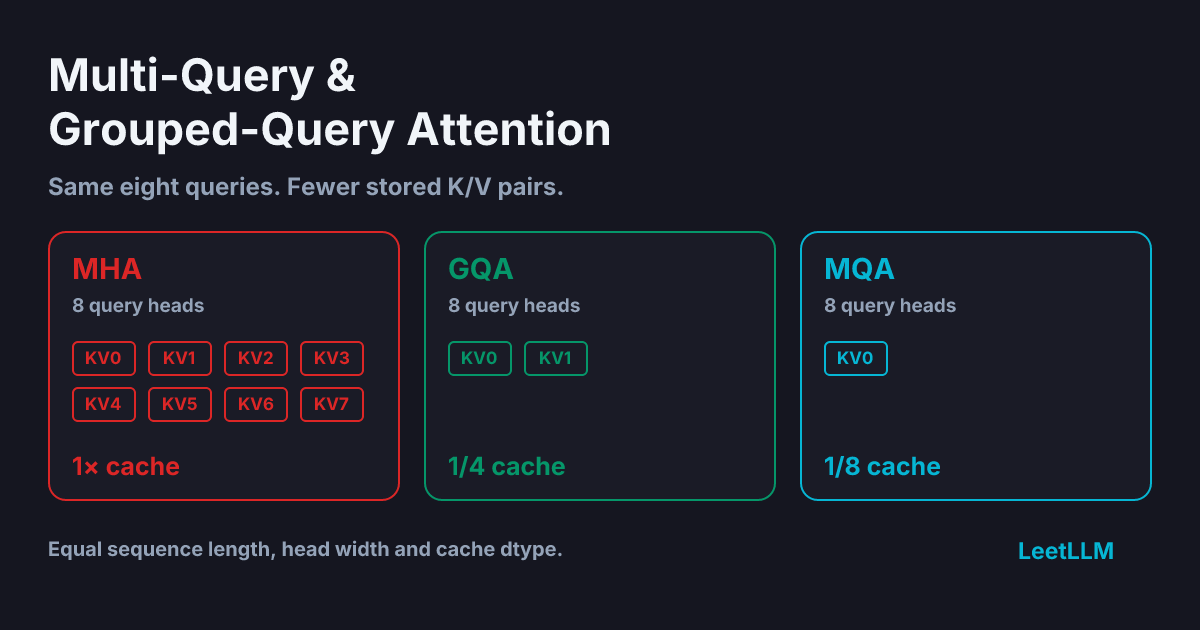 Multi-Query &
Grouped-Query Attention
Same eight queries. Fewer stored K/V pairs.
MHA
8 query heads
KV0 KV1 KV2 KV3
KV4 KV5 KV6 KV7
1× cache
GQA
8 query heads
KV0 KV1
1/4 cache
MQA
8 query heads
KV0
1/8 cache
Equal sequence length, head width and cache dtype.
LeetLLM